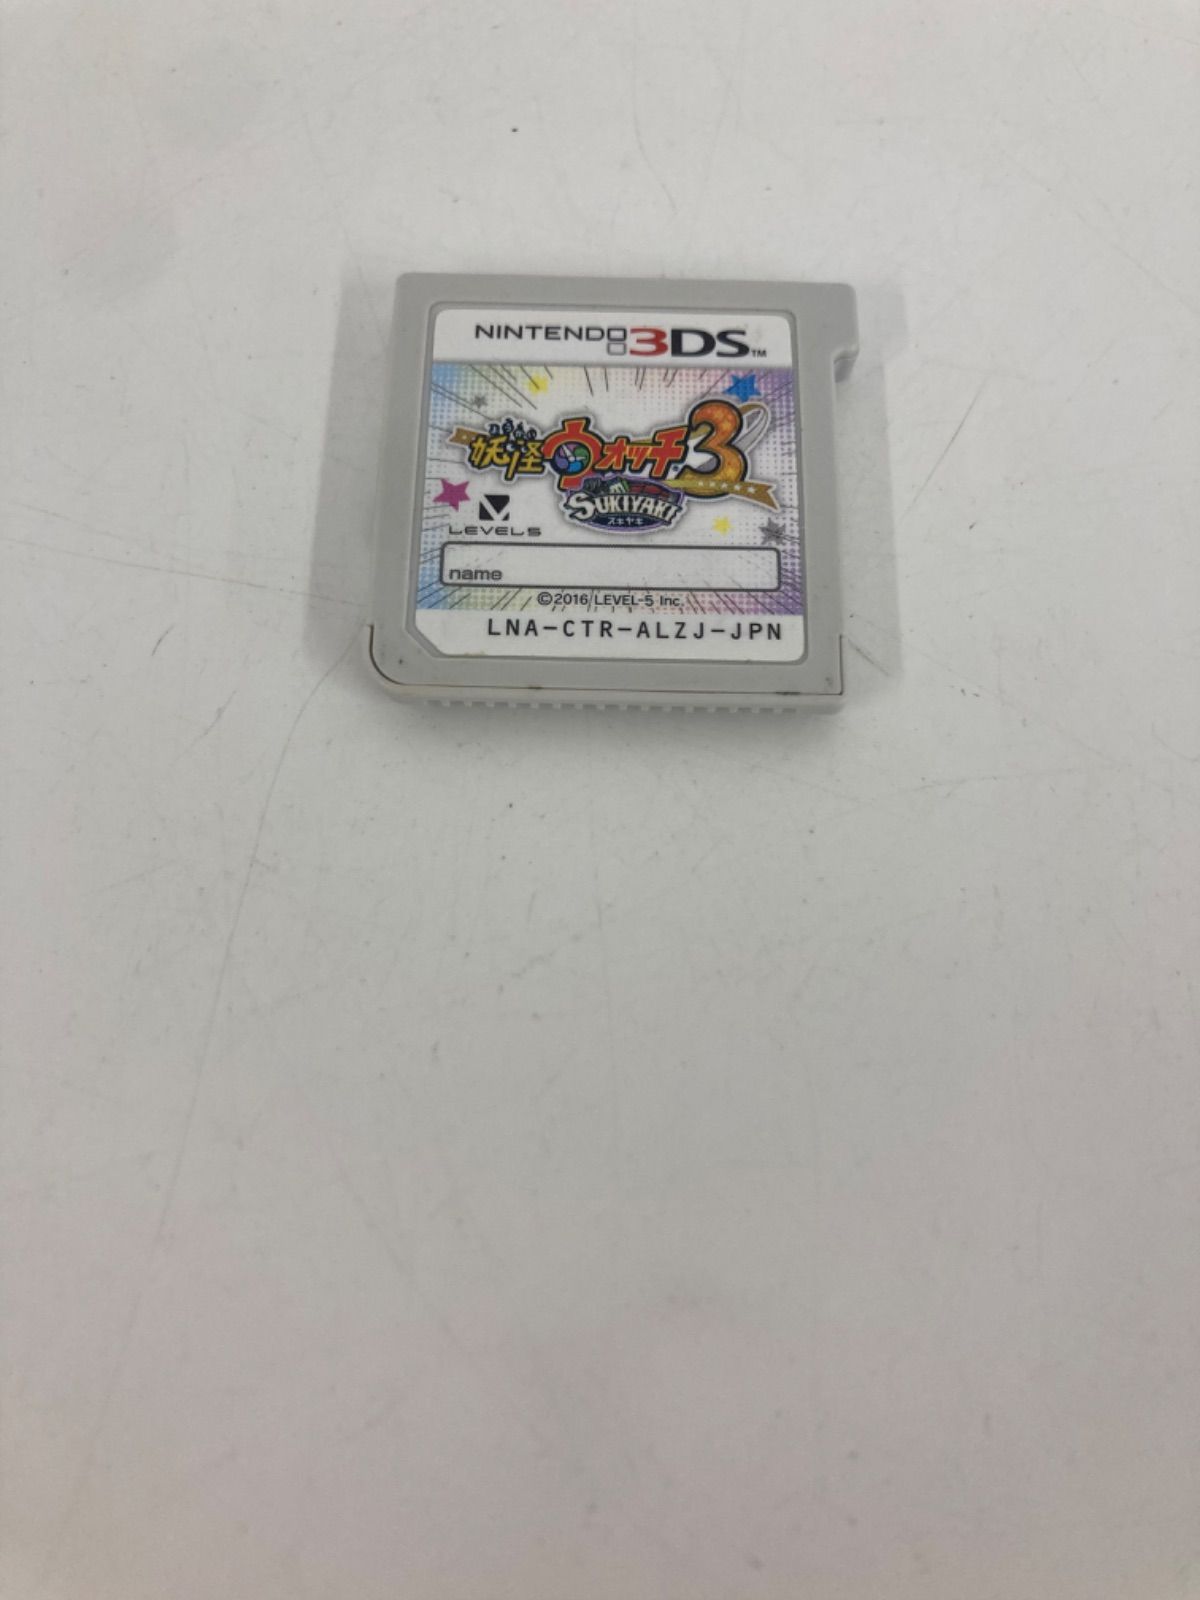 NINTENDO 3DS™
ようかい
妖怪ウォッチ3
SUKIYAKI
スキヤキ
LEVEL5
name
©2016 LEVEL-5 Inc.
LNA-CTR-ALZJ-JPN